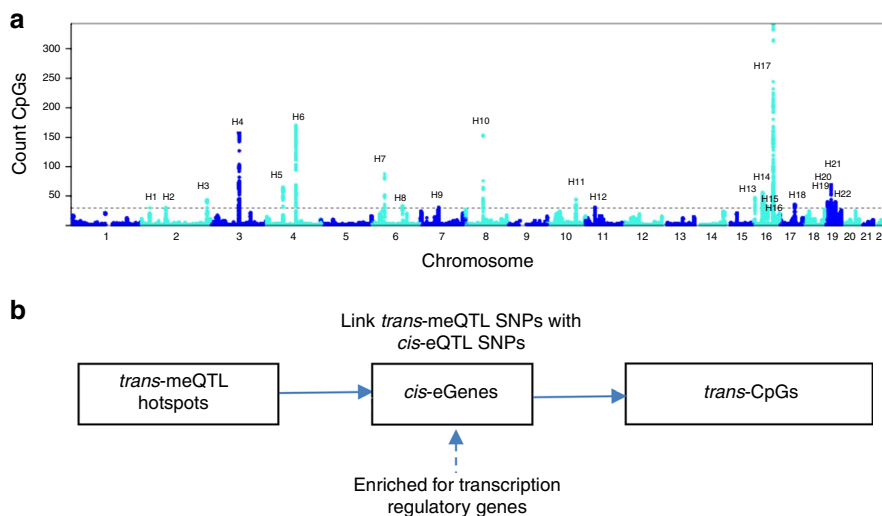 a
Count CpGs
300
250
200
150
100
50
H1
H2
H3
H4
H5
H6
H7
H8
H9
H10
H11
H12
H13
H14
H15
H16
H17
H18
H19
H20
H21
H22
1 2 3 4 5 6 7 8 9 10 11 12 13 14 15 16 17 18 19 20 21 2
Chromosome
b
Link trans-meQTL SNPs with
cis-eQTL SNPs
trans-meQTL
hotspots
cis-eGenes
trans-CpGs
Enriched for transcription
regulatory genes